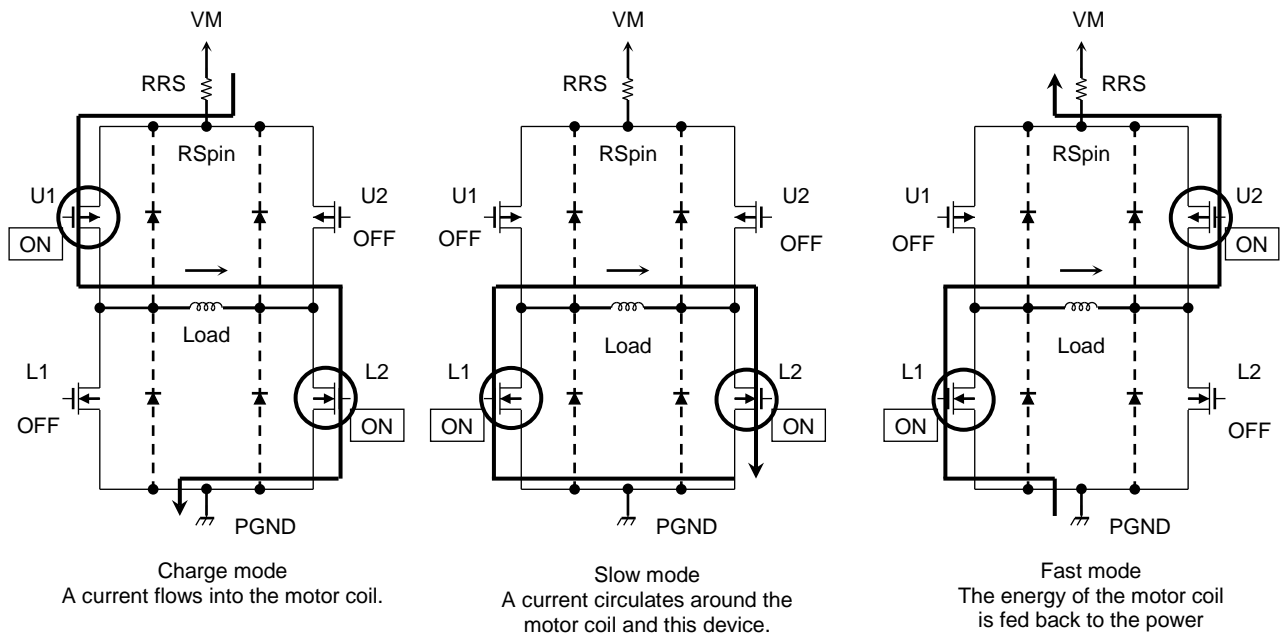 VM
RRS
RSpin
U1
ON
U2
OFF
Load
L1
OFF
L2
ON
PGND
Charge mode
A current flows into the motor coil.
VM
RRS
RSpin
U1
OFF
U2
OFF
Load
L1
ON
L2
ON
PGND
Slow mode
A current circulates around the
motor coil and this device.
VM
RRS
RSpin
U1
OFF
U2
ON
Load
L1
ON
L2
OFF
PGND
Fast mode
The energy of the motor coil
is fed back to the power